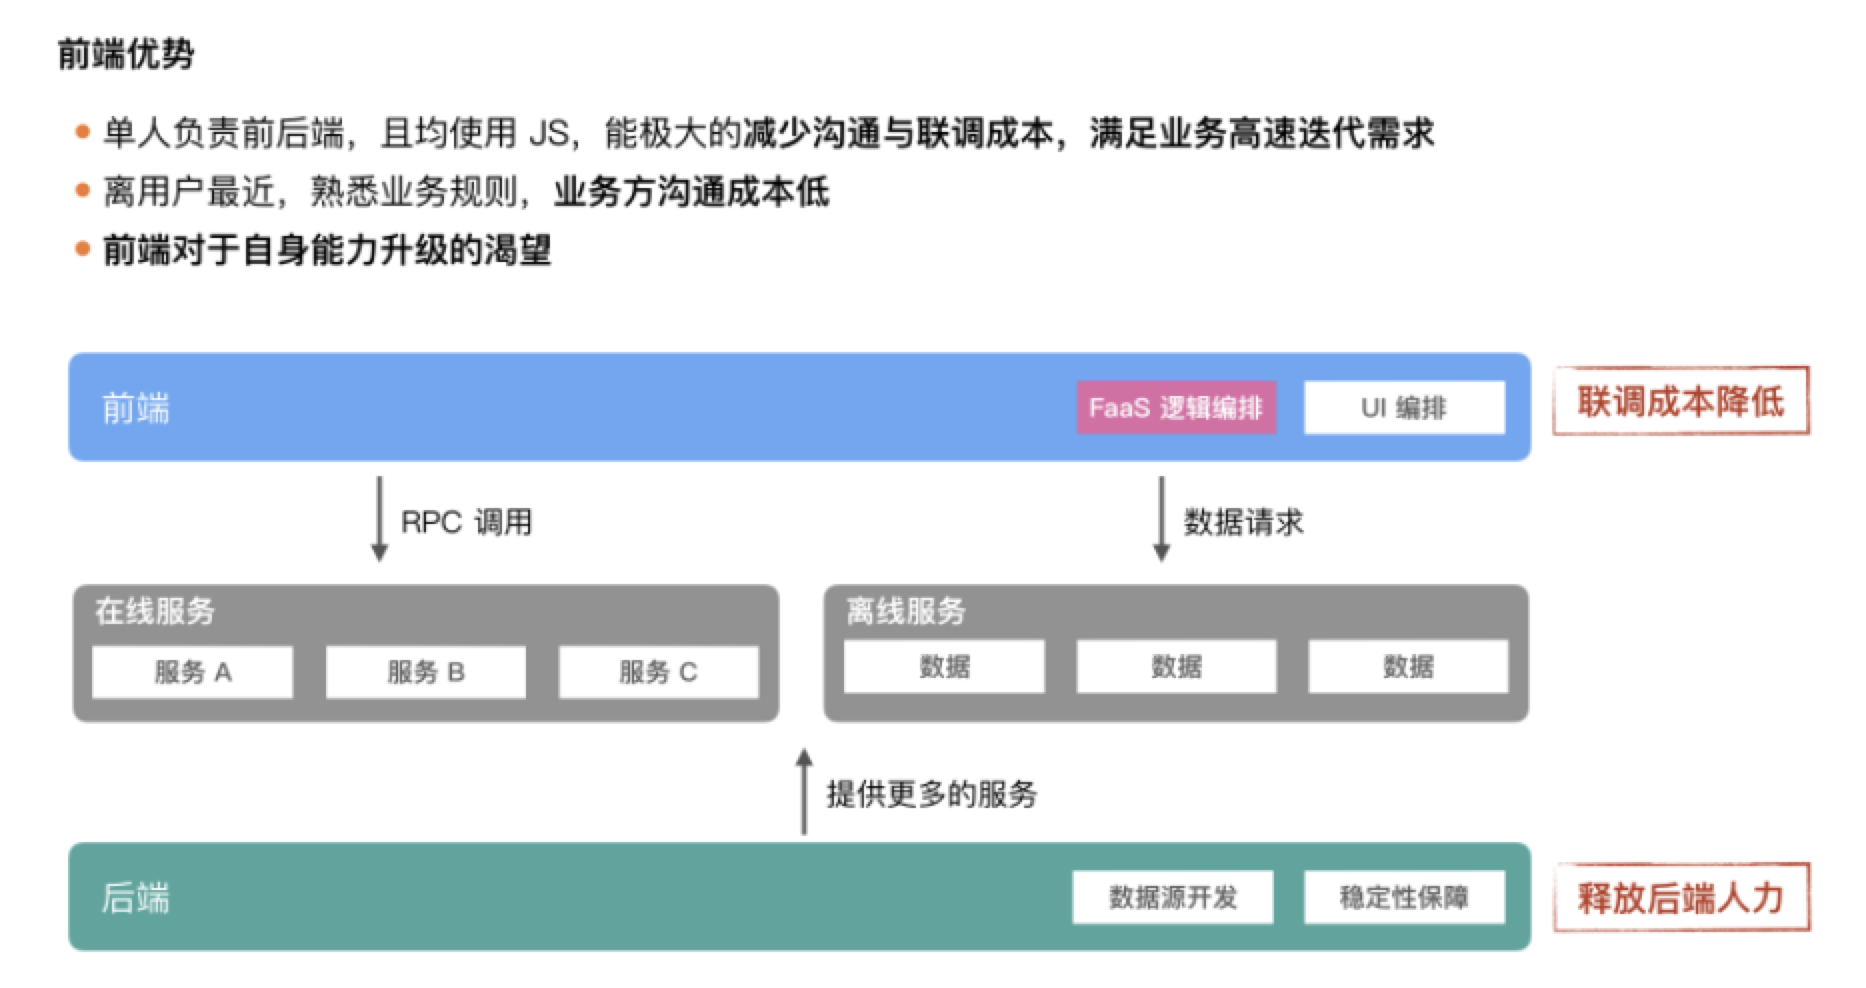 前端优势
单人负责前后端，且均使用 JS，能极大的减少沟通与联调成本，满足业务高速迭代需求
离用户最近，熟悉业务规则，业务方沟通成本低
前端对于自身能力升级的渴望
前端
FaaS 逻辑编排
UI 编排
联调成本降低
RPC 调用
数据请求
在线服务
服务 A
服务 B
服务 C
离线服务
数据
数据
数据
提供更多的服务
后端
数据源开发
稳定性保障
释放后端人力